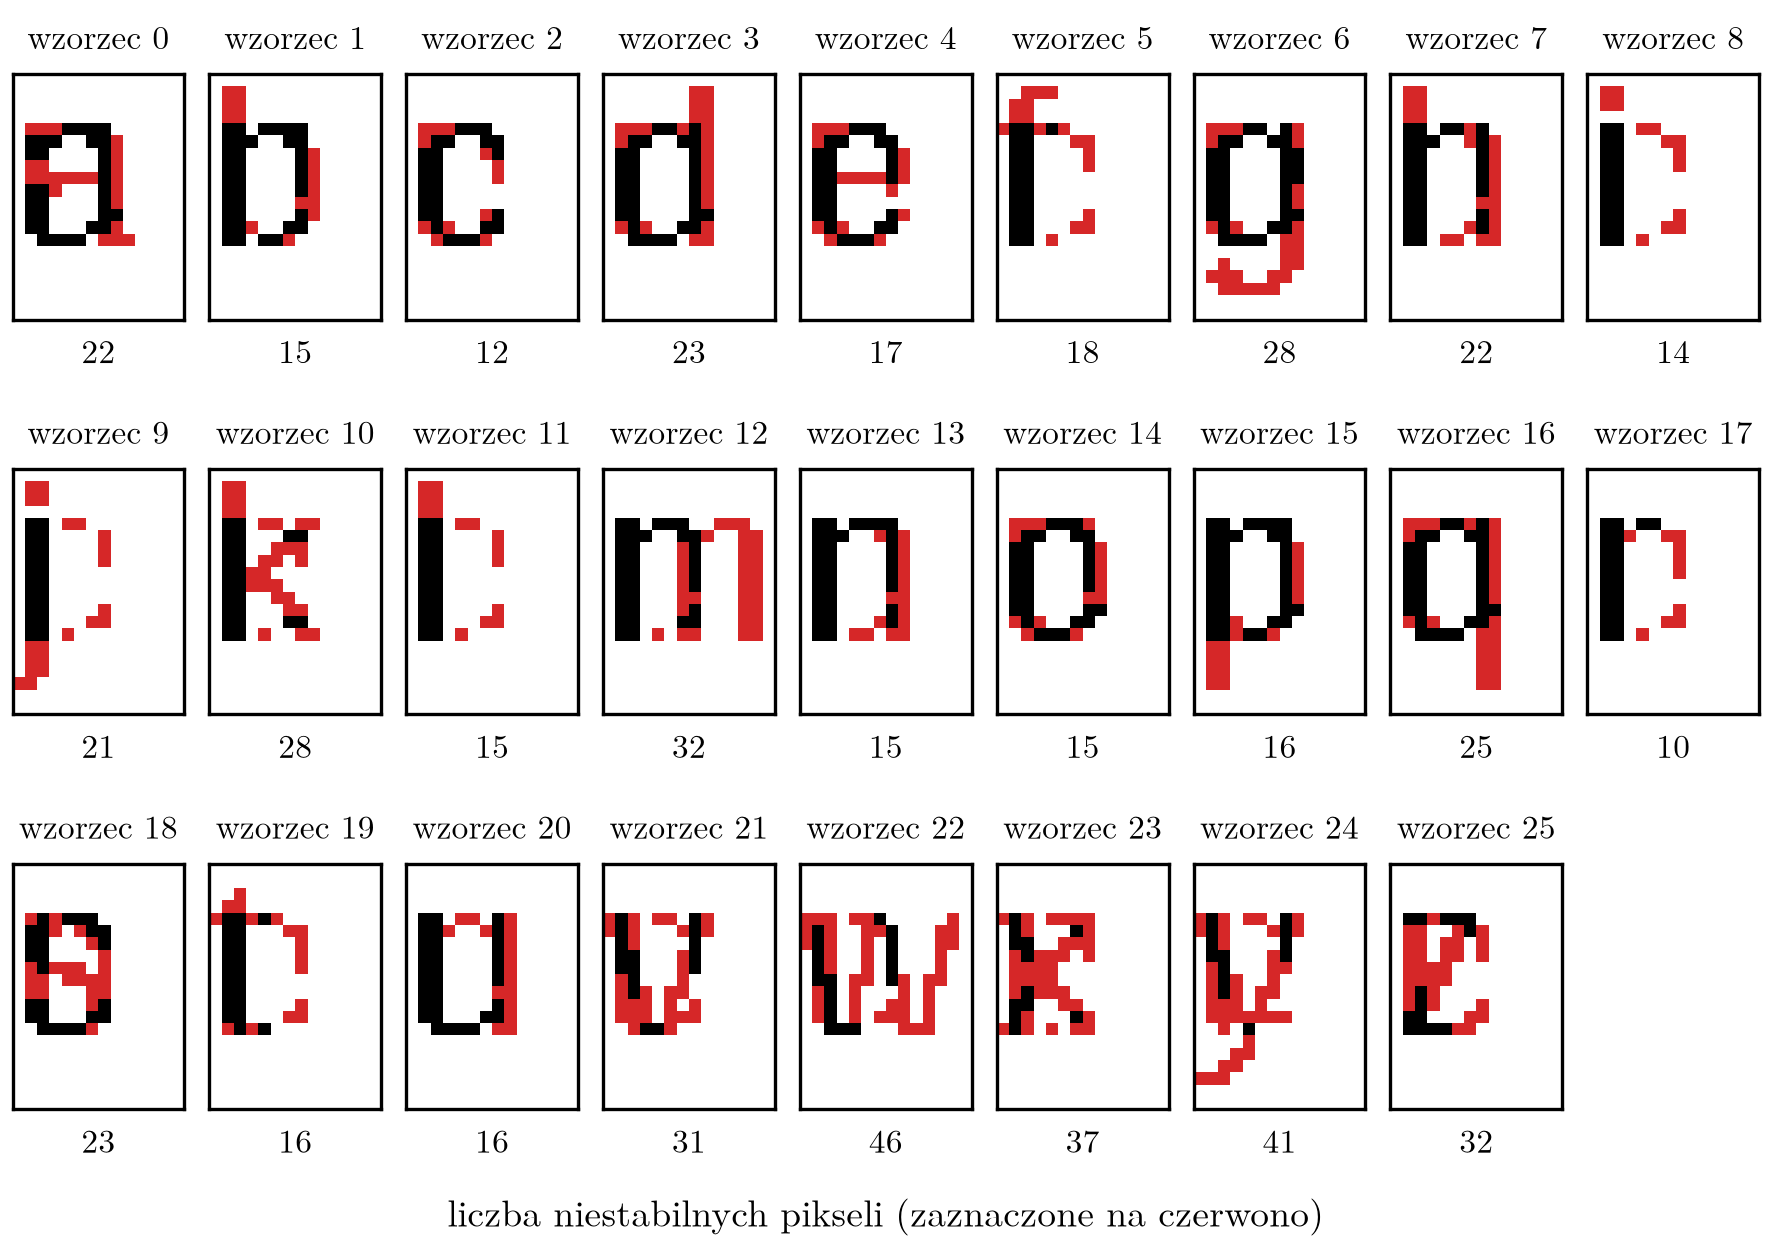 wzorzec 0 wzorzec 1 wzorzec 2 wzorzec 3 wzorzec 4 wzorzec 5 wzorzec 6 wzorzec 7 wzorzec 8
22 15 12 23 17 18 28 22 14
wzorzec 9 wzorzec 10 wzorzec 11 wzorzec 12 wzorzec 13 wzorzec 14 wzorzec 15 wzorzec 16 wzorzec 17
21 28 15 32 15 15 16 25 10
wzorzec 18 wzorzec 19 wzorzec 20 wzorzec 21 wzorzec 22 wzorzec 23 wzorzec 24 wzorzec 25
23 16 16 31 46 37 41 32
liczba niestabilnych pikseli (zaznaczone na czerwono)